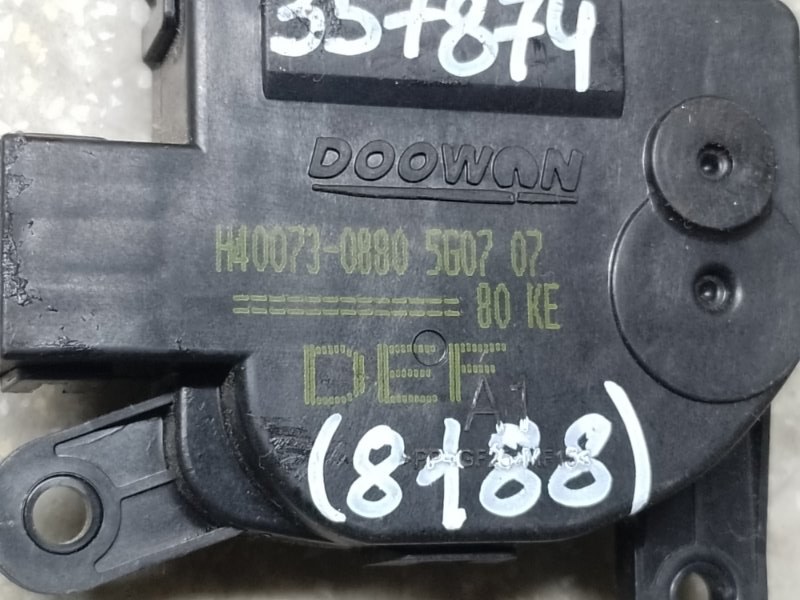 357874
DOOWON
H40073-0880 5G07 07
============ 80 KE
DEF
A1
(8188)